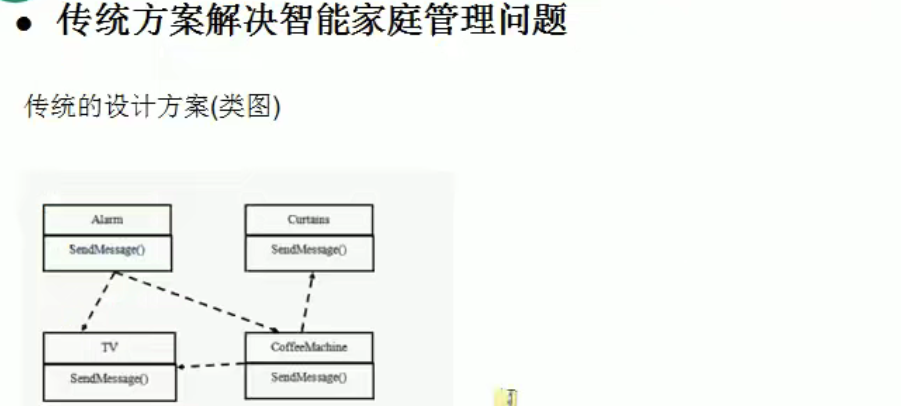 ● 传统方案解决智能家庭管理问题
传统的设计方案(类图)
Alarm
Curtains
SendMessage()
SendMessage()
TV
CoffeeMachine
SendMessage()
SendMessage()